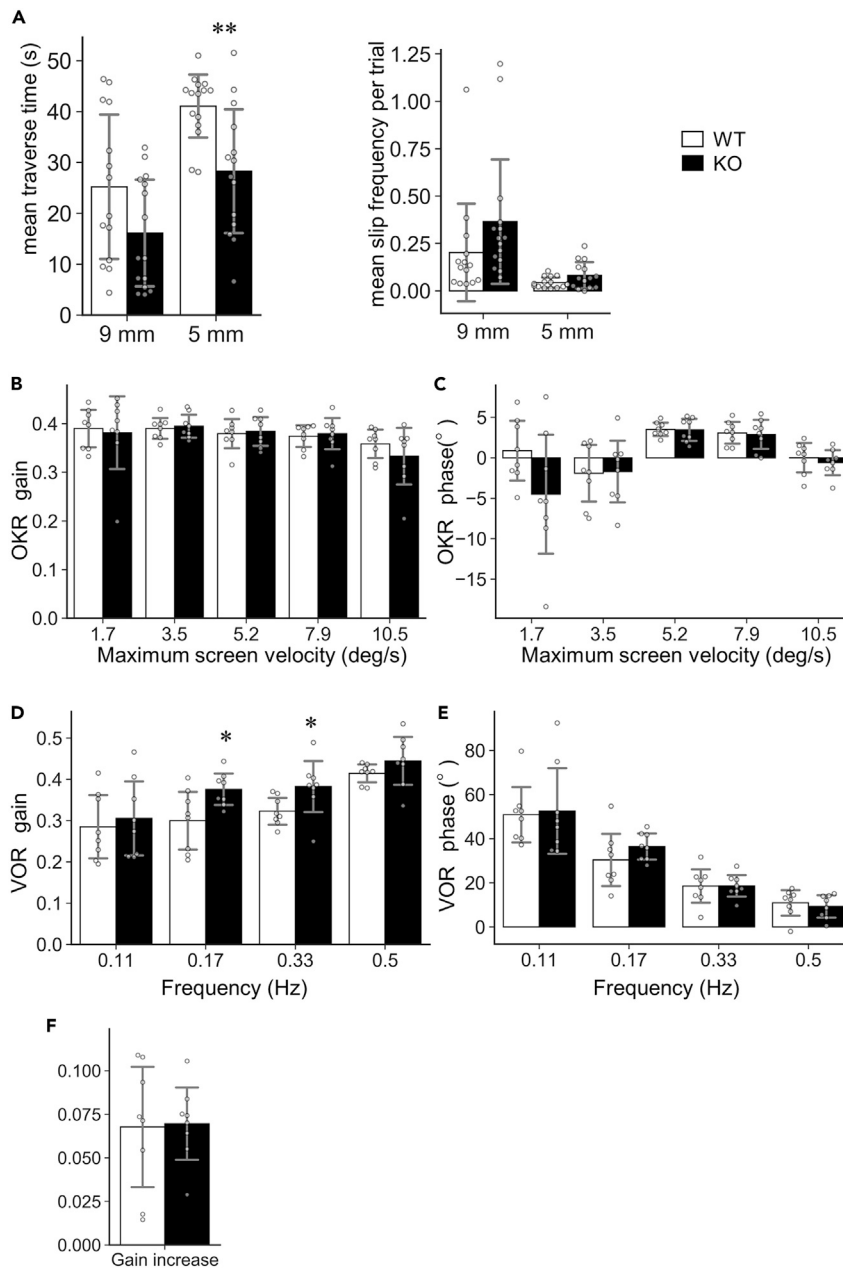 A
mean traverse time (s)
50
40
30
20
10
0
**
9 mm
5 mm
mean slip frequency per trial
1.25
1.00
0.75
0.50
0.25
0.00
9 mm
5 mm
WT
KO
B
OKR gain
0.4
0.3
0.2
0.1
0.0
1.7
3.5
5.2
7.9
10.5
Maximum screen velocity (deg/s)
C
OKR phase(°)
5
0
−5
−10
−15
1.7
3.5
5.2
7.9
10.5
Maximum screen velocity (deg/s)
D
VOR gain
0.5
0.4
0.3
0.2
0.1
0.0
*
*
0.11
0.17
0.33
0.5
Frequency (Hz)
E
VOR phase (°)
80
60
40
20
0
0.11
0.17
0.33
0.5
Frequency (Hz)
F
0.100
0.075
0.050
0.025
0.000
Gain increase